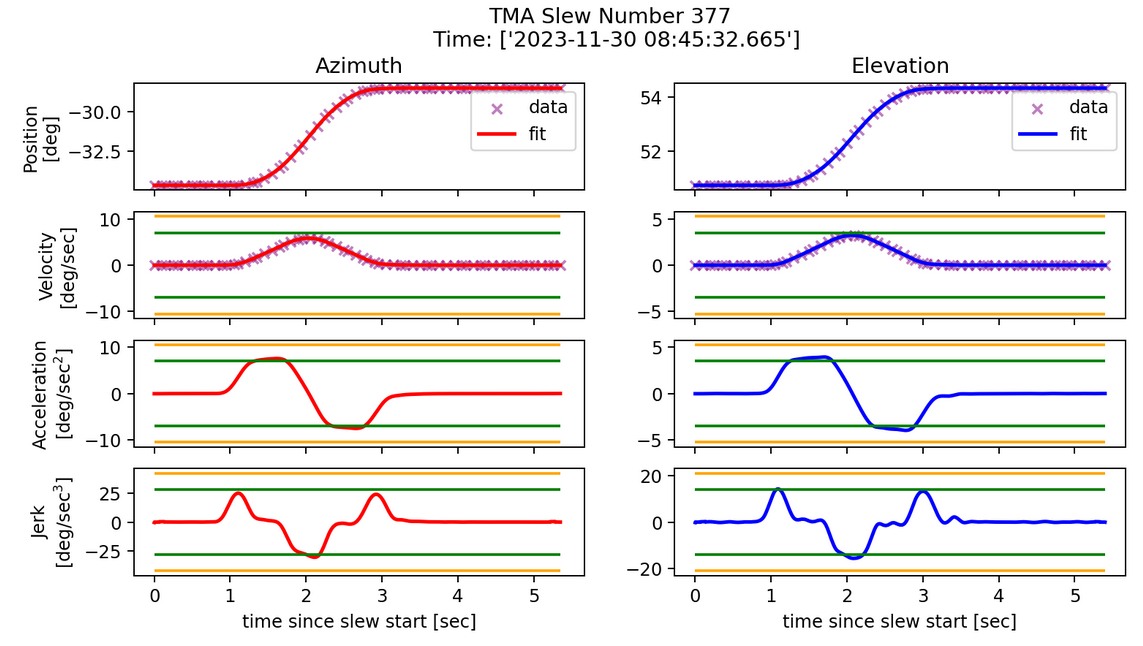 TMA Slew Number 377
Time: ['2023-11-30 08:45:32.665']
Azimuth
Elevation
Position
[deg]
−30.0
−32.5
data
fit
54
52
data
fit
Velocity
[deg/sec]
10
0
−10
5
0
−5
Acceleration
[deg/sec²]
10
0
−10
5
0
−5
Jerk
[deg/sec³]
25
0
−25
20
0
−20
0 1 2 3 4 5
0 1 2 3 4 5
time since slew start [sec]
time since slew start [sec]